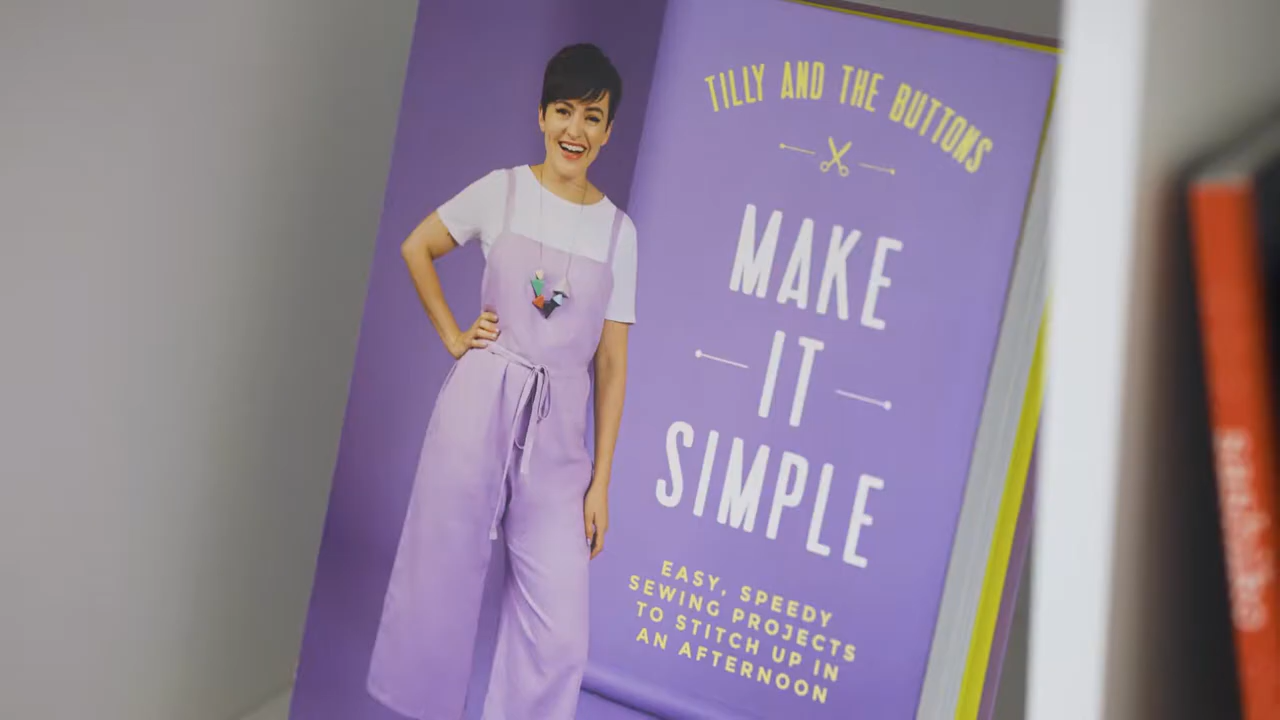 TILLY AND THE BUTTONS
MAKE
IT
SIMPLE
EASY, SPEEDY
SEWING PROJECTS
TO STITCH UP IN
AN AFTERNOON